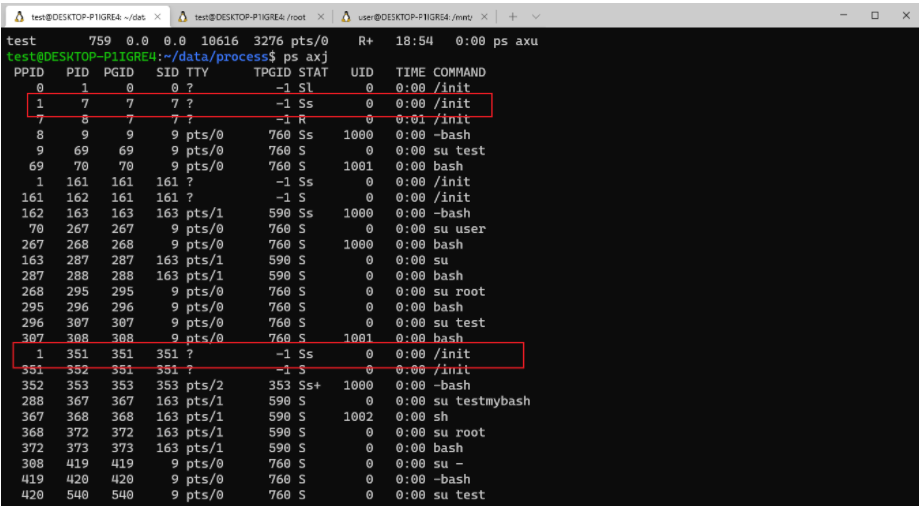 test@DESKTOP-P1IGRE4: ~/dat × test@DESKTOP-P1IGRE4: /root × user@DESKTOP-P1IGRE4: /mnt/ ×
test 759 0.0 0.0 10616 3276 pts/0 R+ 18:54 0:00 ps axu
test@DESKTOP-P1IGRE4:~/data/process$ ps axj
PPID PID PGID SID TTY TPGID STAT UID TIME COMMAND
0 1 0 0 ? -1 Sl 0 0:00 /init
1 7 7 7 ? -1 Ss 0 0:00 /init
7 8 7 7 ? -1 R 0 0:01 /init
8 9 9 9 pts/0 760 Ss 1000 0:00 -bash
9 69 69 9 pts/0 760 S 0 0:00 su test
69 70 70 9 pts/0 760 S 1001 0:00 bash
1 161 161 161 ? -1 Ss 0 0:00 /init
161 162 161 161 ? -1 S 0 0:00 /init
162 163 163 163 pts/1 590 Ss 1000 0:00 -bash
70 267 267 9 pts/0 760 S 0 0:00 su user
267 268 268 9 pts/0 760 S 1000 0:00 bash
163 287 287 163 pts/1 590 S 0 0:00 su
287 288 288 163 pts/1 590 S 0 0:00 bash
268 295 295 9 pts/0 760 S 0 0:00 su root
295 296 296 9 pts/0 760 S 0 0:00 bash
296 307 307 9 pts/0 760 S 0 0:00 su test
307 308 308 9 pts/0 760 S 1001 0:00 bash
1 351 351 351 ? -1 Ss 0 0:00 /init
351 352 351 351 ? -1 S 0 0:00 /init
352 353 353 353 pts/2 353 Ss+ 1000 0:00 -bash
288 367 367 163 pts/1 590 S 0 0:00 su testmybash
367 368 368 163 pts/1 590 S 1002 0:00 sh
368 372 372 163 pts/1 590 S 0 0:00 su root
372 373 373 163 pts/1 590 S 0 0:00 bash
308 419 419 9 pts/0 760 S 0 0:00 su -
419 420 420 9 pts/0 760 S 0 0:00 -bash
420 540 540 9 pts/0 760 S 0 0:00 su test